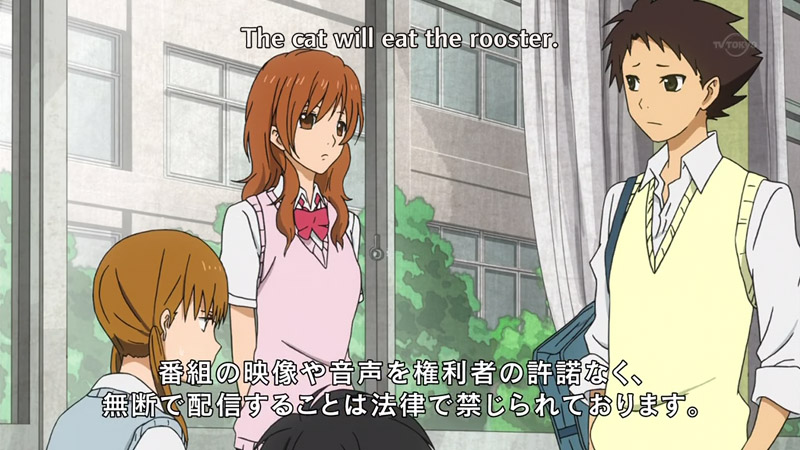 The cat will eat the rooster.
TV TOKYO
番組の映像や音声を権利者の許諾なく、
無断で配信することは法律で禁じられております。